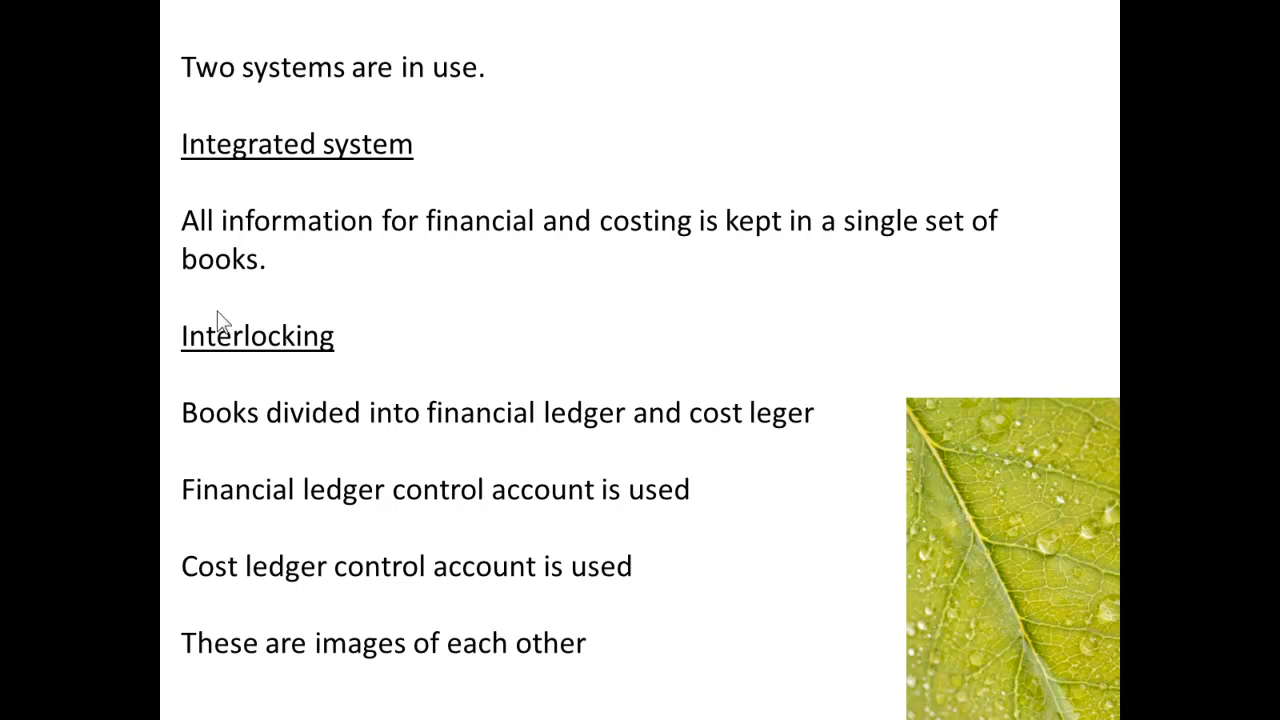 Two systems are in use.
Integrated system
All information for financial and costing is kept in a single set of
books.
Interlocking
Books divided into financial ledger and cost leger
Financial ledger control account is used
Cost ledger control account is used
These are images of each other